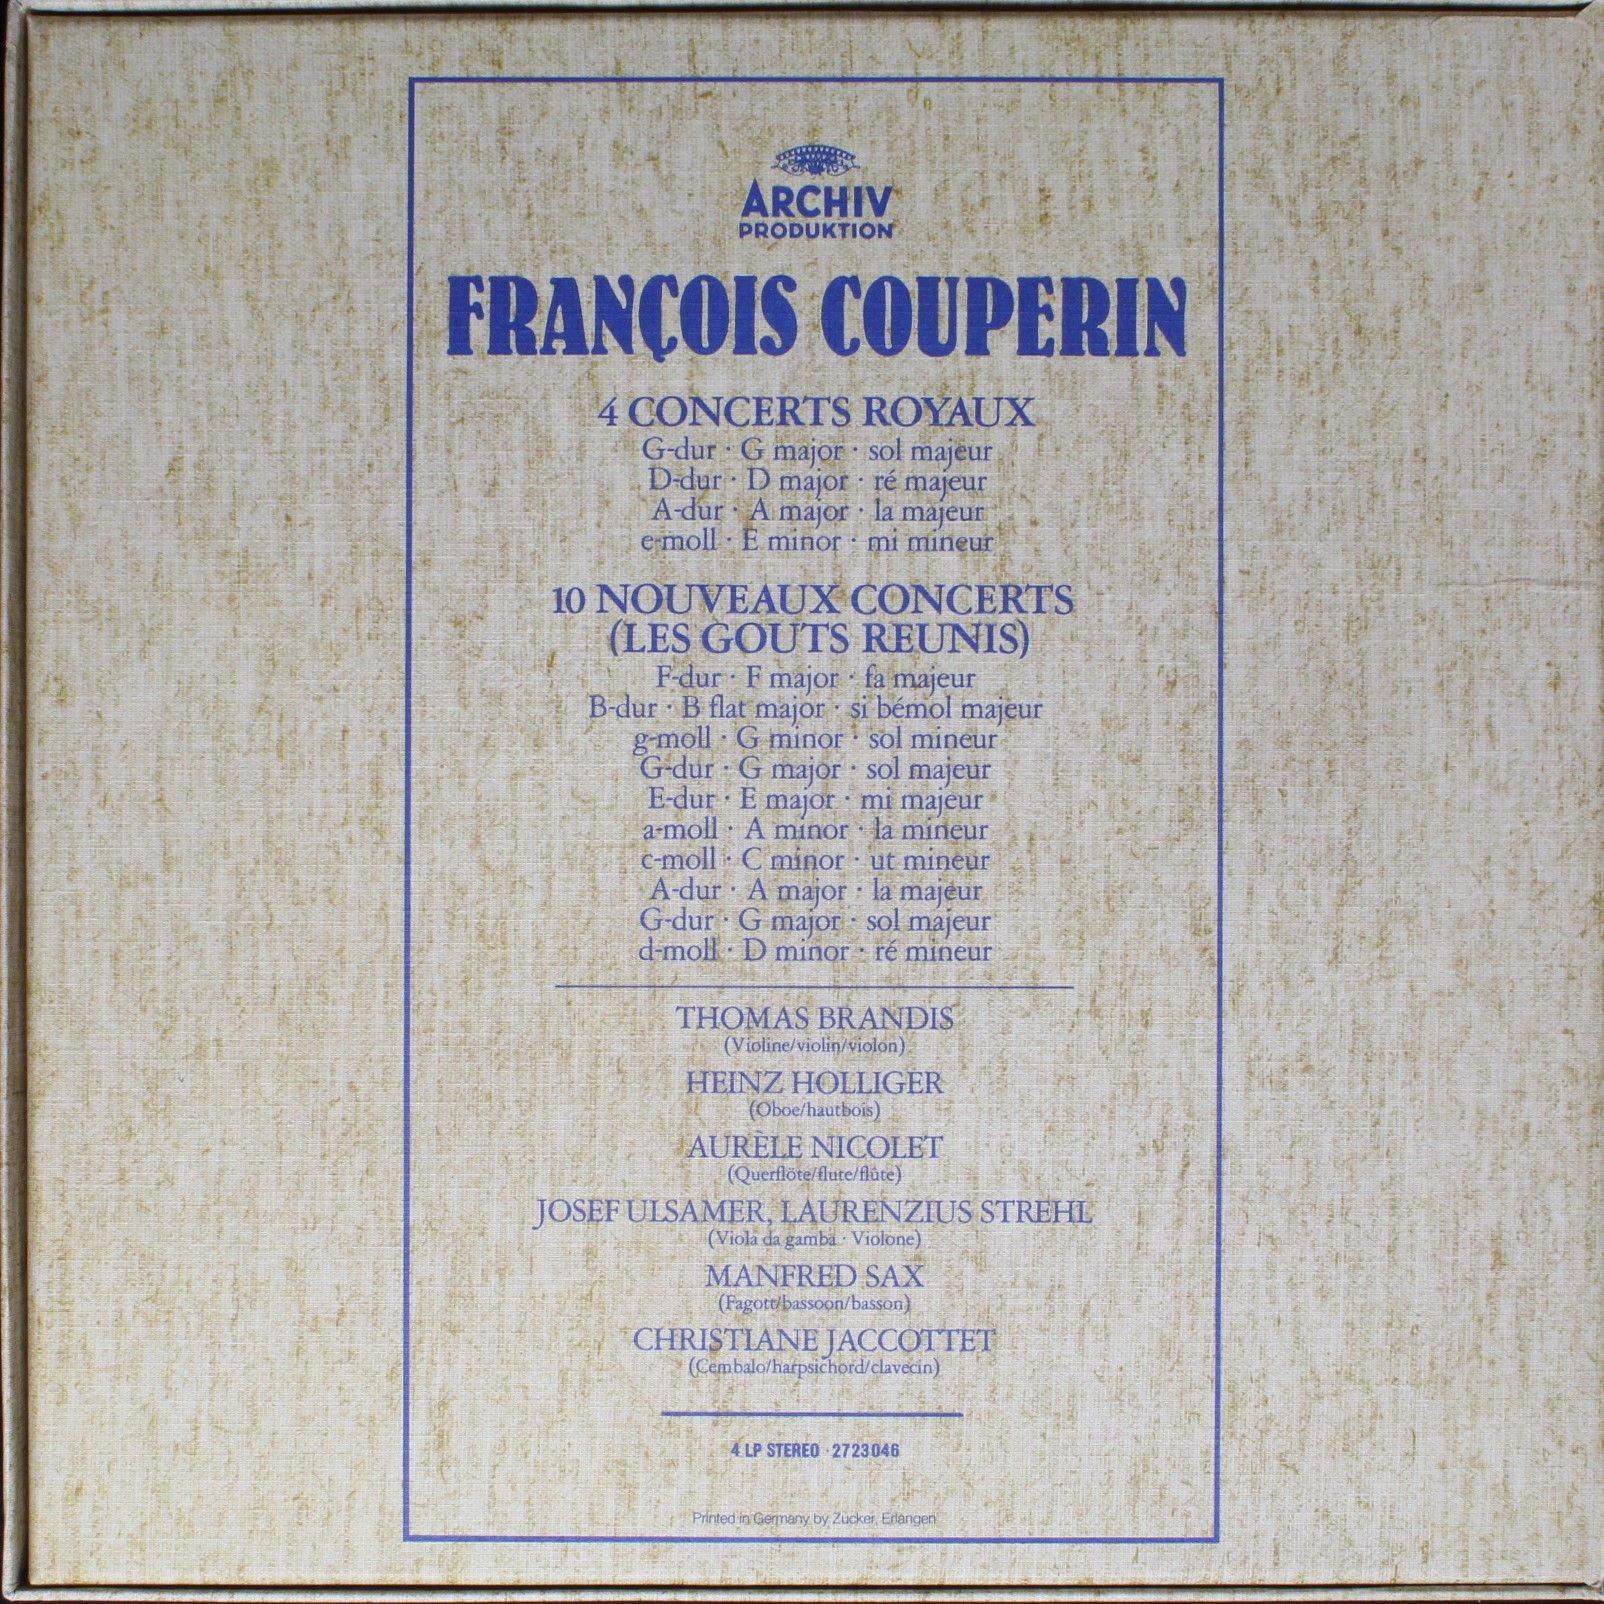 ARCHIV
PRODUKTION
FRANÇOIS COUPERIN
4 CONCERTS ROYAUX
G-dur · G major · sol majeur
D-dur · D major · ré majeur
A-dur · A major · la majeur
e-moll · E minor · mi mineur
10 NOUVEAUX CONCERTS
(LES GOUTS REUNIS)
F-dur · F major · fa majeur
B-dur · B flat major · si bémol majeur
g-moll · G minor · sol mineur
G-dur · G major · sol majeur
E-dur · E major · mi majeur
a-moll · A minor · la mineur
c-moll · C minor · ut mineur
A-dur · A major · la majeur
G-dur · G major · sol majeur
d-moll · D minor · ré mineur
THOMAS BRANDIS
(Violine/violin/violon)
HEINZ HOLLIGER
(Oboe/hautbois)
AURÈLE NICOLET
(Querflöte/flute/flûte)
JOSEF ULSAMER, LAURENZIUS STREHL
(Viola da gamba · Violone)
MANFRED SAX
(Fagott/bassoon/basson)
CHRISTIANE JACCOTTET
(Cembalo/harpsichord/clavecin)
4 LP STEREO · 2723046
Printed in Germany by Zucker, Erlangen